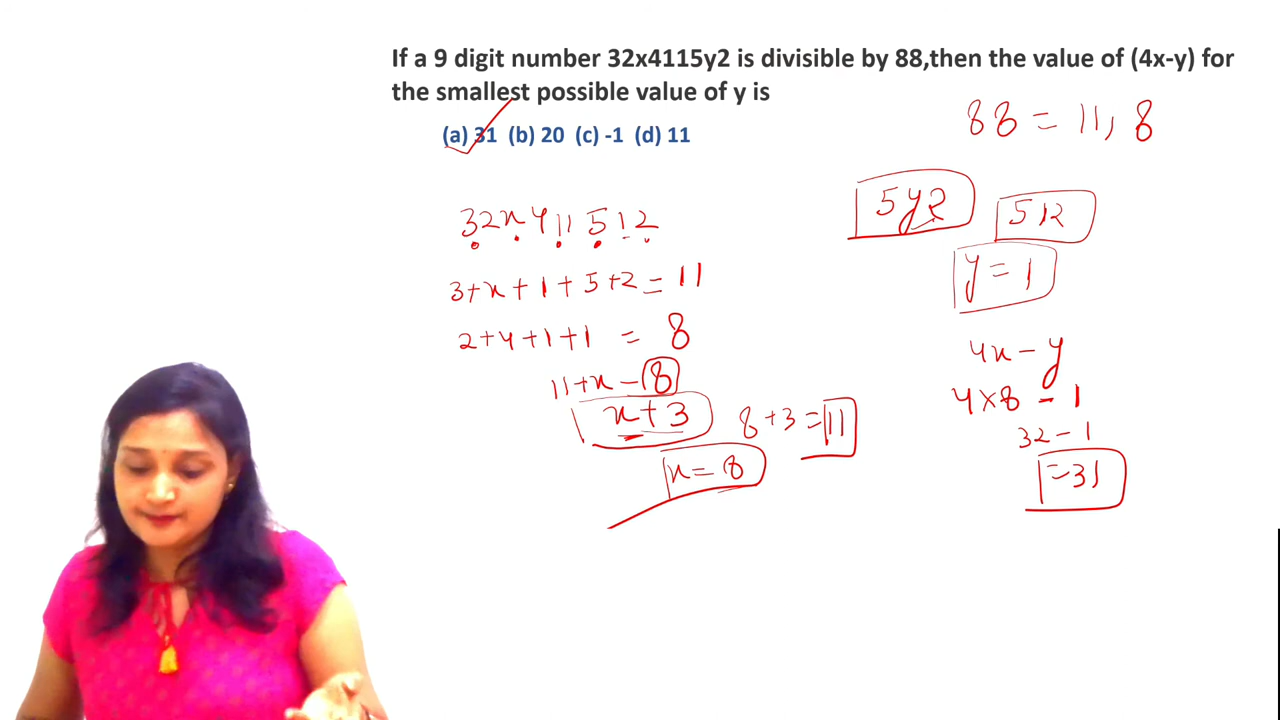 If a 9 digit number 32x4115y2 is divisible by 88,then the value of (4x-y) for
the smallest possible value of y is
(a) 31 (b) 20 (c) -1 (d) 11
88 = 11, 8
5y2
512
y = 1
32x411512
3+x+1+5+2=11
2+4+1+1 = 8
11+x-8
x+3
8+3=11
x=8
4x-y
4×8-1
32-1
=31